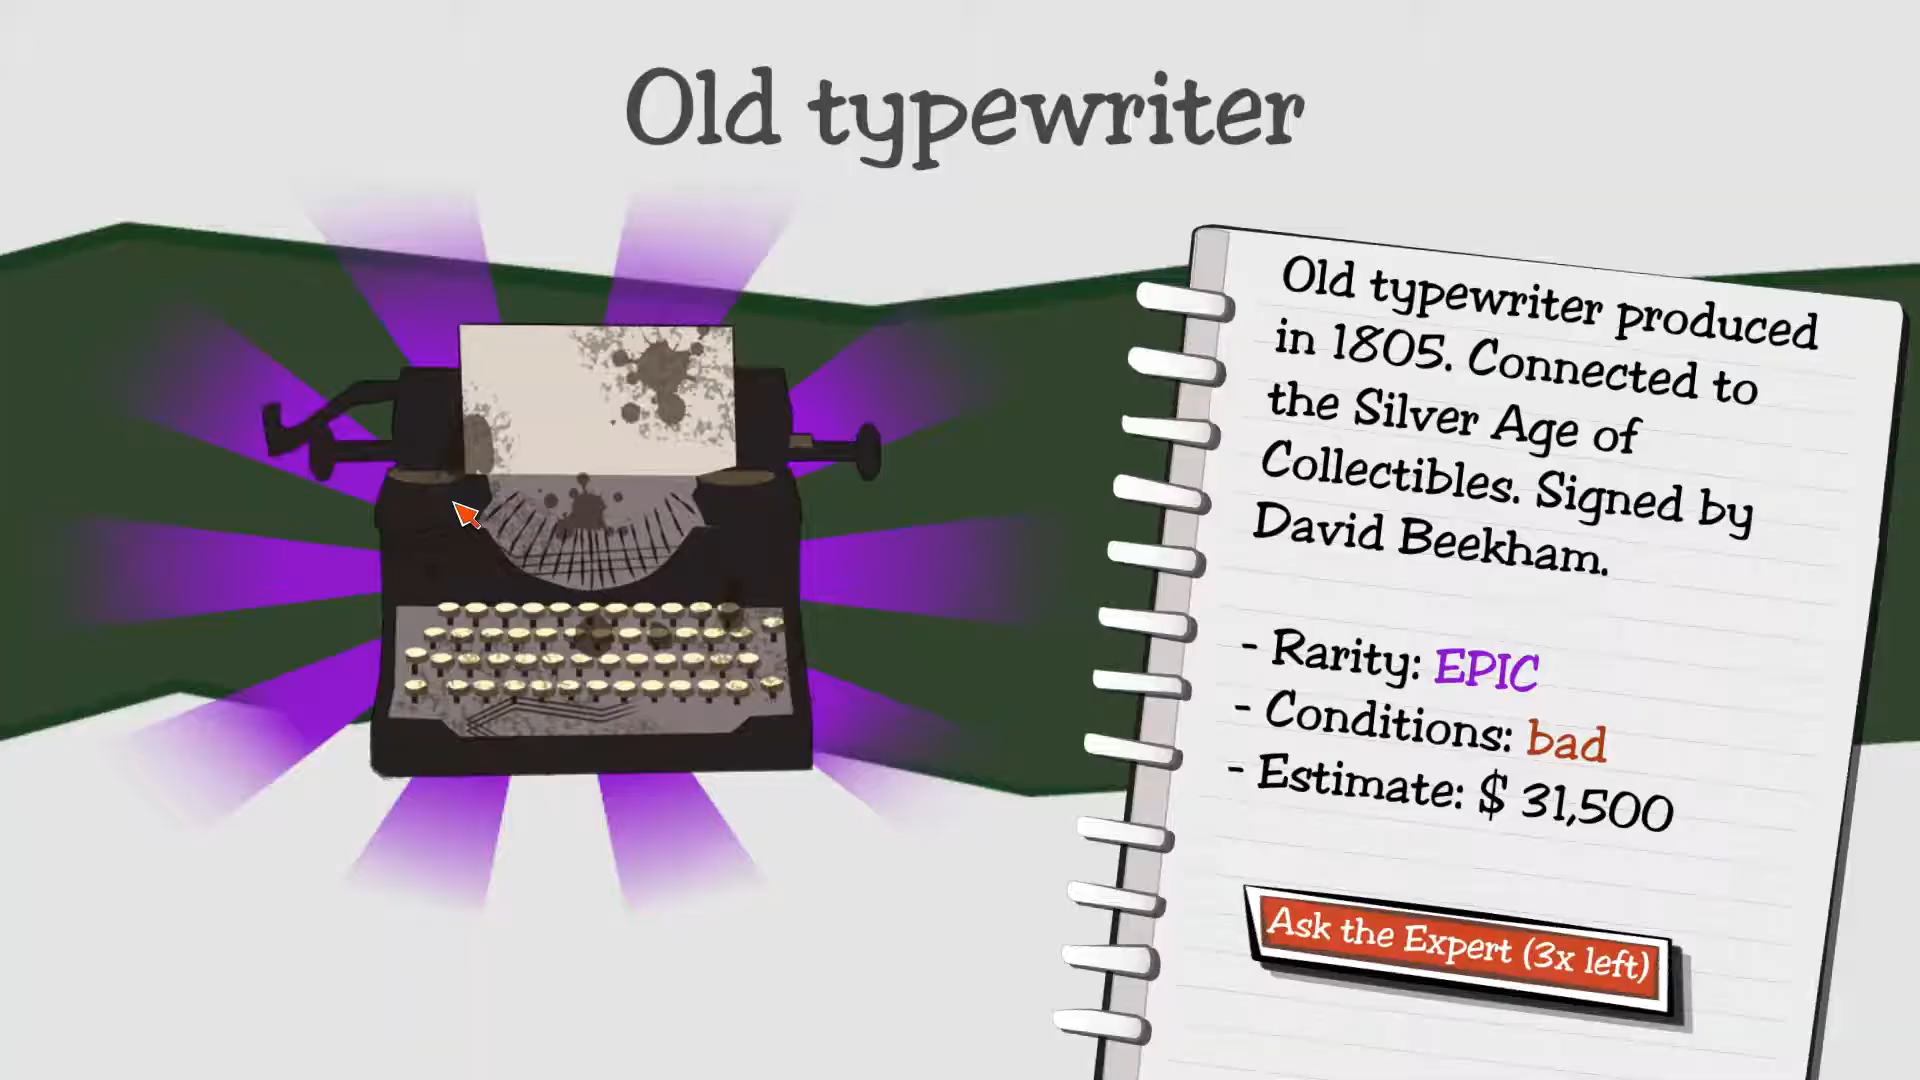 Old typewriter
Old typewriter produced
in 1805. Connected to
the Silver Age of
Collectibles. Signed by
David Beekham.
- Rarity: EPIC
- Conditions: bad
- Estimate: $ 31,500
Ask the Expert (3x left)